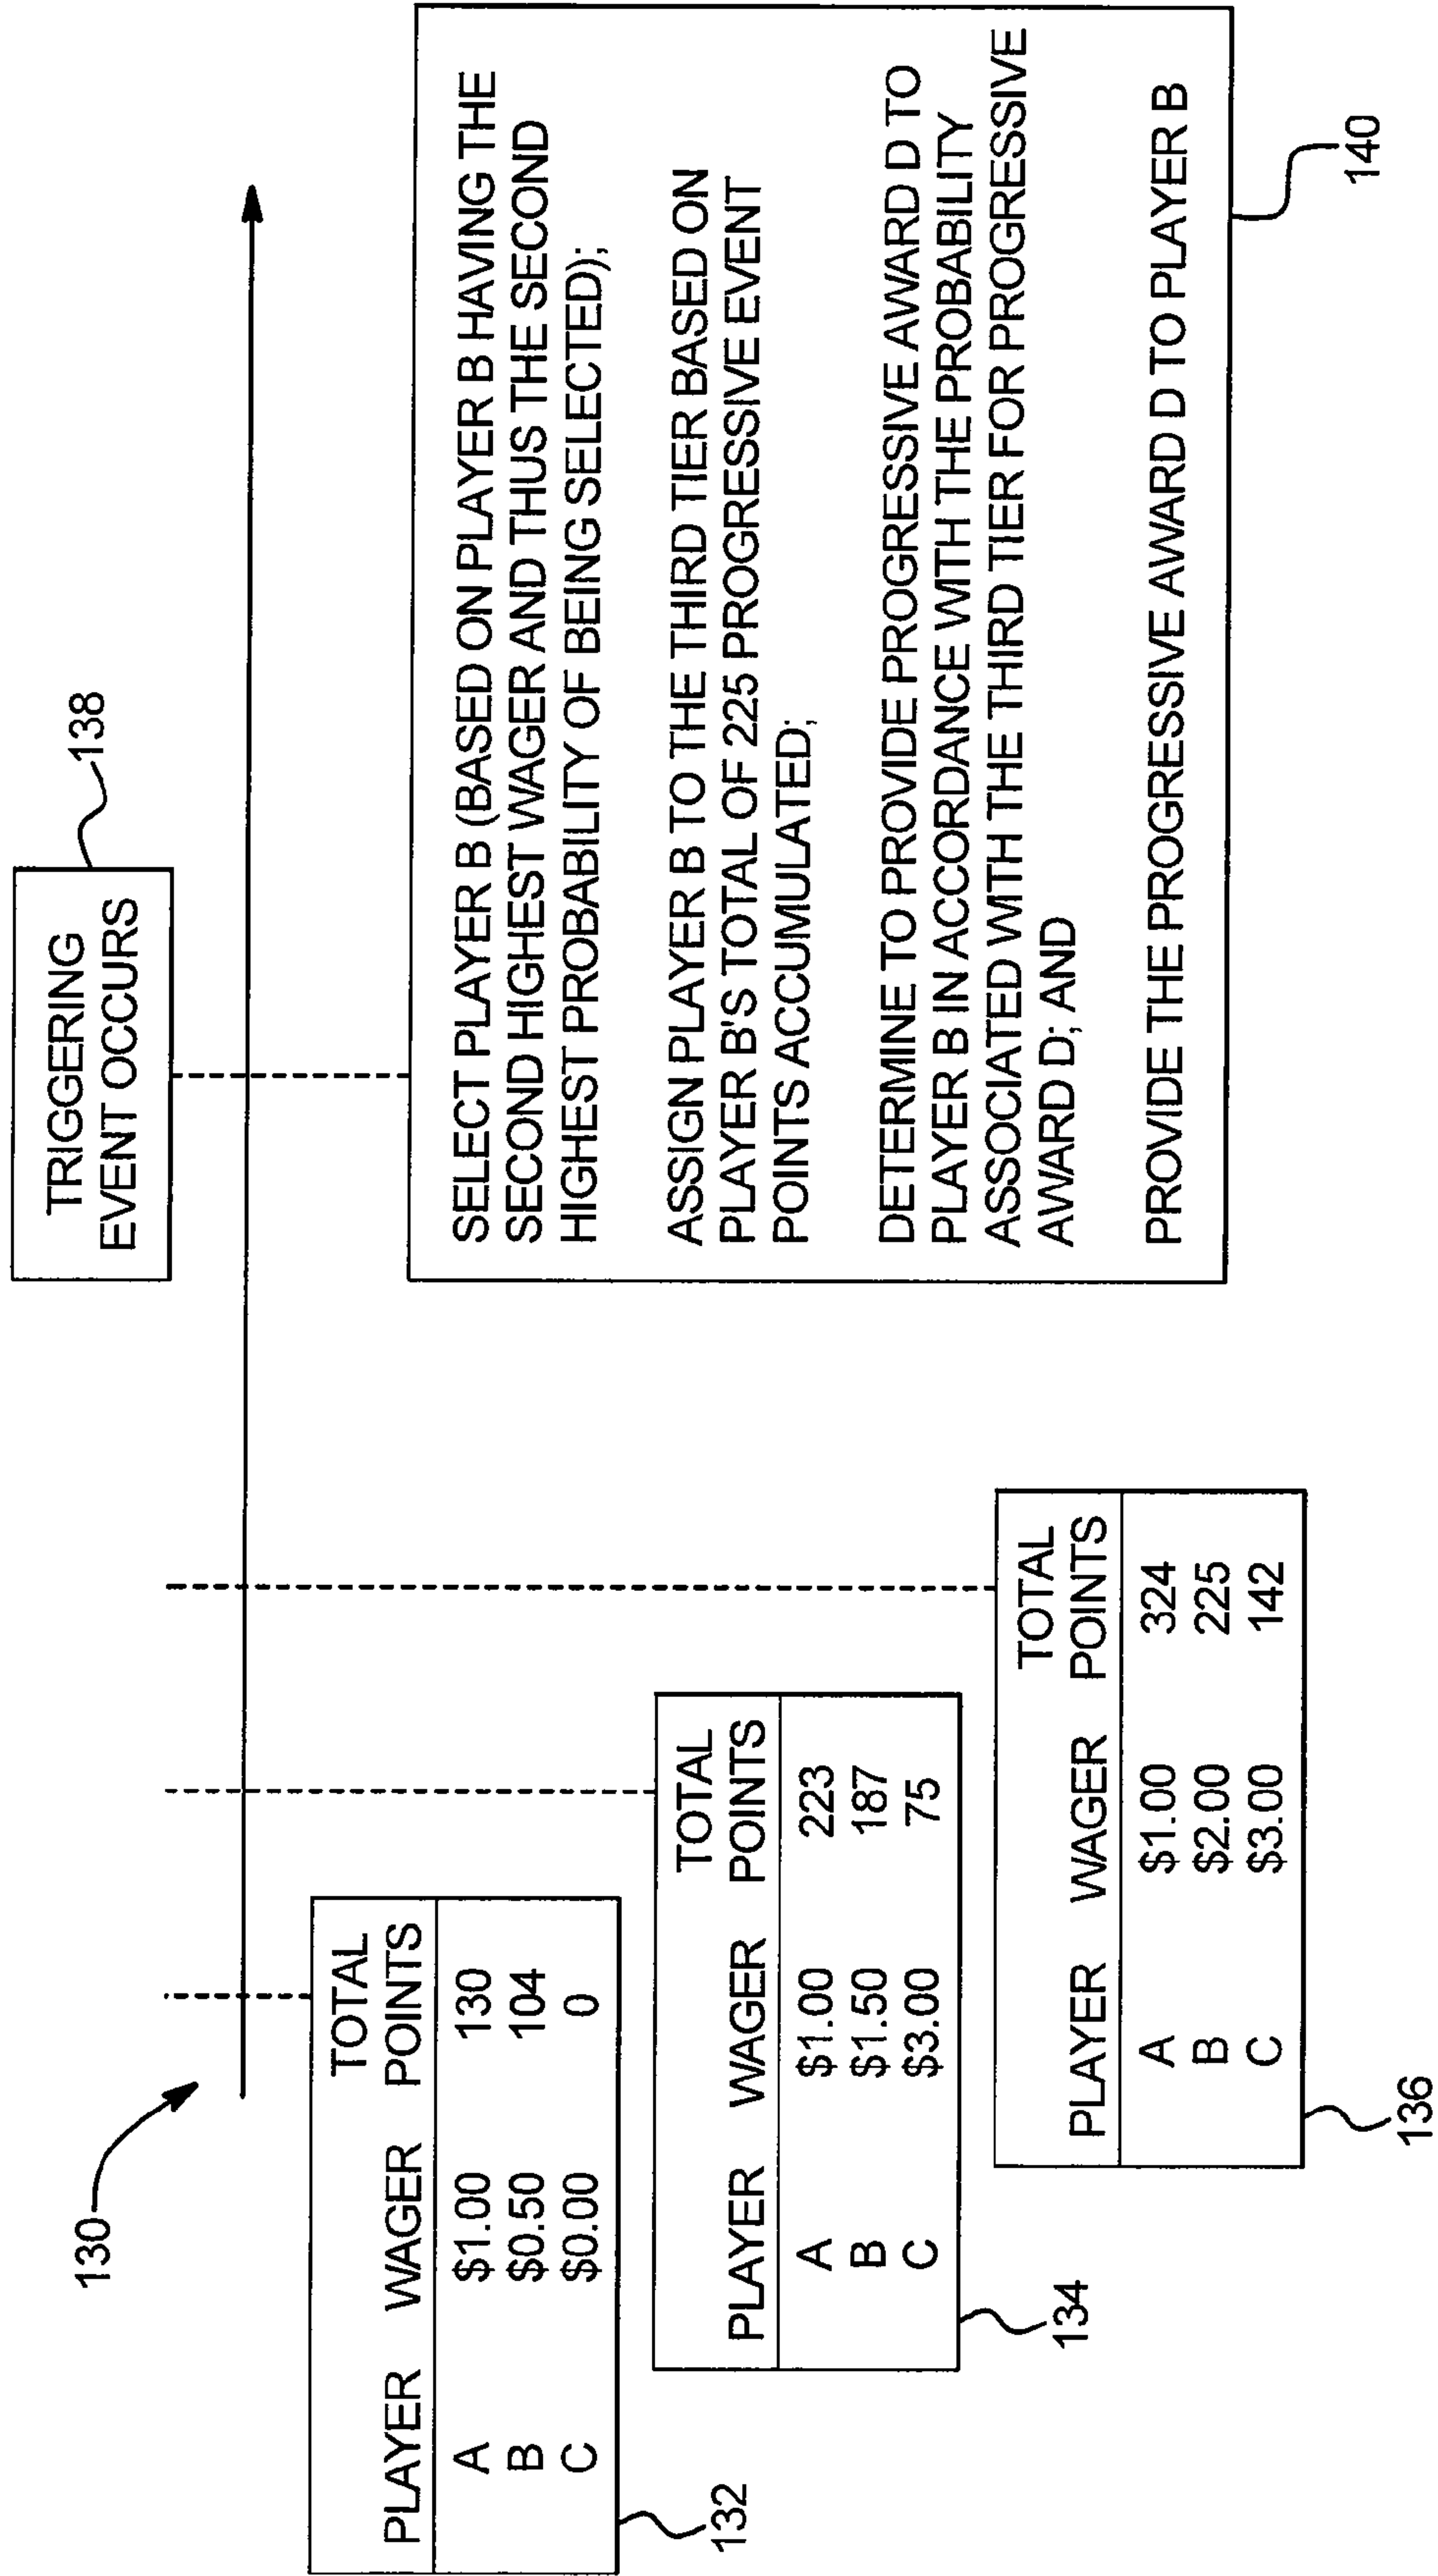 130
TRIGGERING
EVENT OCCURS
138
PLAYER WAGER TOTAL POINTS
A $1.00 130
B $0.50 104
C $0.00 0
132
PLAYER WAGER TOTAL POINTS
A $1.00 223
B $1.50 187
C $3.00 75
134
PLAYER WAGER TOTAL POINTS
A $1.00 324
B $2.00 225
C $3.00 142
136
SELECT PLAYER B (BASED ON PLAYER B HAVING THE
SECOND HIGHEST WAGER AND THUS THE SECOND
HIGHEST PROBABILITY OF BEING SELECTED);
ASSIGN PLAYER B TO THE THIRD TIER BASED ON
PLAYER B'S TOTAL OF 225 PROGRESSIVE EVENT
POINTS ACCUMULATED;
DETERMINE TO PROVIDE PROGRESSIVE AWARD D TO
PLAYER B IN ACCORDANCE WITH THE PROBABILITY
ASSOCIATED WITH THE THIRD TIER FOR PROGRESSIVE
AWARD D; AND
PROVIDE THE PROGRESSIVE AWARD D TO PLAYER B
140